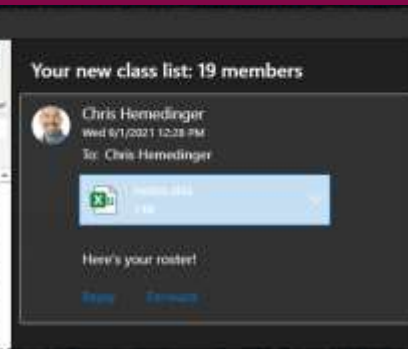 Your new class list: 19 members
Chris Hemedinger
Wed 9/1/2021 12:28 PM
To: Chris Hemedinger
Here's your roster!
Reply Forward